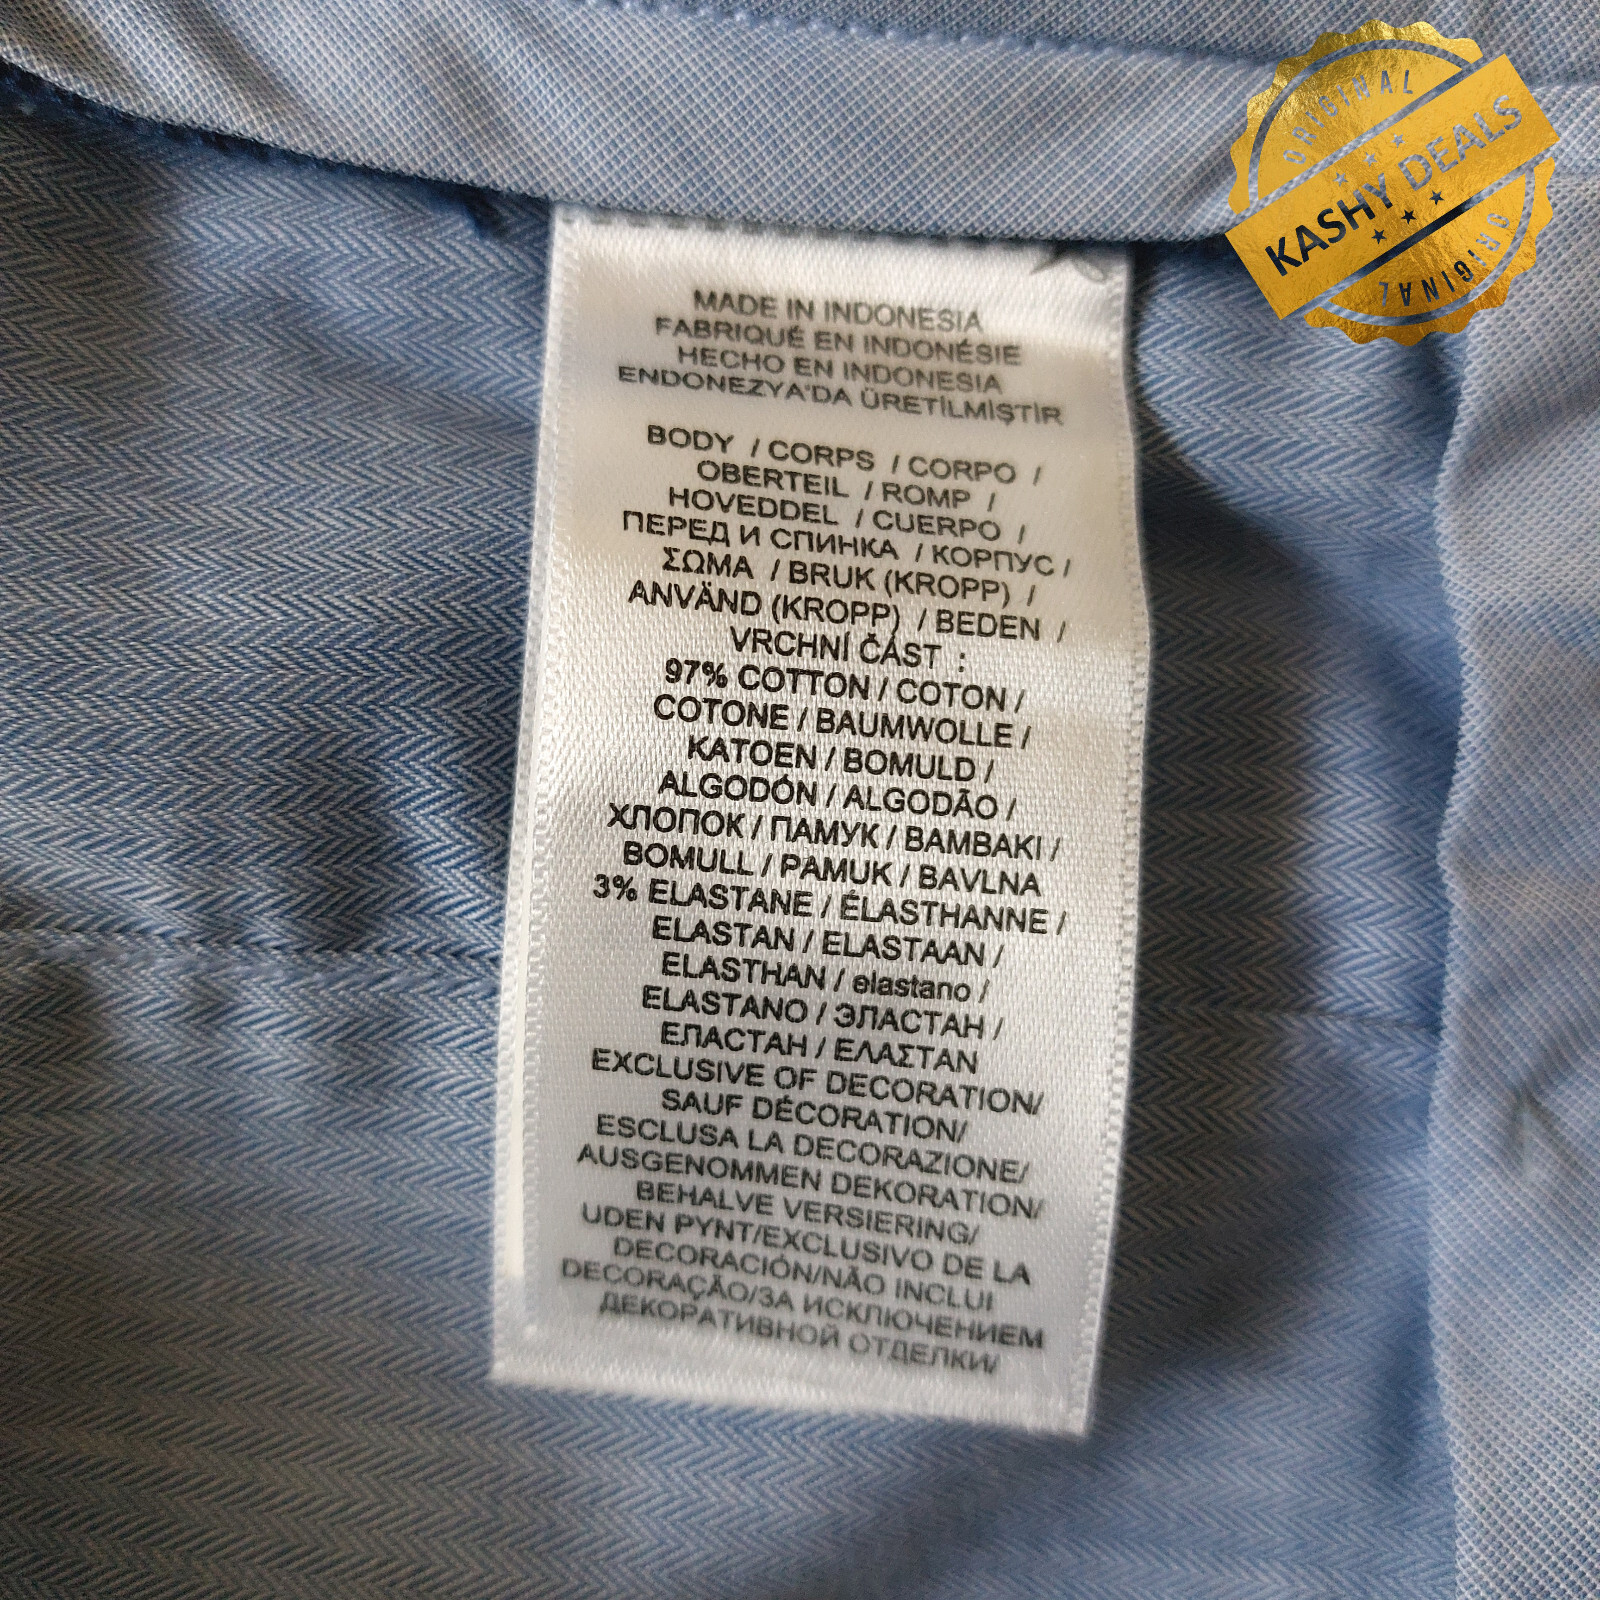 MADE IN INDONESIA
FABRIQUÉ EN INDONÉSIE
HECHO EN INDONESIA
ENDONEZYA'DA ÜRETİLMİŞTİR
BODY / CORPS / CORPO /
OBERTEIL / ROMP /
HOVEDDEL / CUERPO /
ПЕРЕД И СПИНКА / КОРПУС /
ΣΩΜΑ / BRUK (KROPP) /
ANVÄND (KROPP) / BEDEN /
VRCHNÍ ČÁST :
97% COTTON / COTON /
COTONE / BAUMWOLLE /
KATOEN / BOMULD /
ALGODÓN / ALGODÃO /
ХЛОПОК / ПАМУК / BAMBAKI /
BOMULL / PAMUK / BAVLNA
3% ELASTANE / ÉLASTHANNE /
ELASTAN / ELASTAAN /
ELASTHAN / elastano /
ELASTANO / ЭЛАСТАН /
ЕЛАСТАН / ΕΛΑΣΤΑΝ
EXCLUSIVE OF DECORATION/
SAUF DÉCORATION/
ESCLUSA LA DECORAZIONE/
AUSGENOMMEN DEKORATION/
BEHALVE VERSIERING/
UDEN PYNT/EXCLUSIVO DE LA
DECORACIÓN/NÃO INCLUI
DECORAÇÃO/ЗА ИСКЛЮЧЕНИЕМ
ДЕКОРАТИВНОЙ ОТДЕЛКИ/
ORIGINAL
KASHY DEALS
ORIGINAL